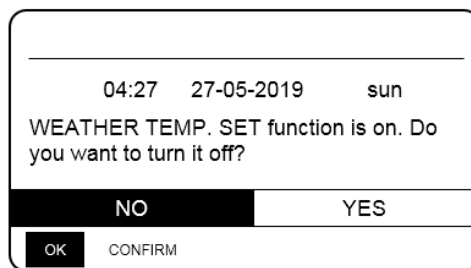 04:27 27-05-2019 sun
WEATHER TEMP. SET function is on. Do
you want to turn it off?
NO YES
OK CONFIRM